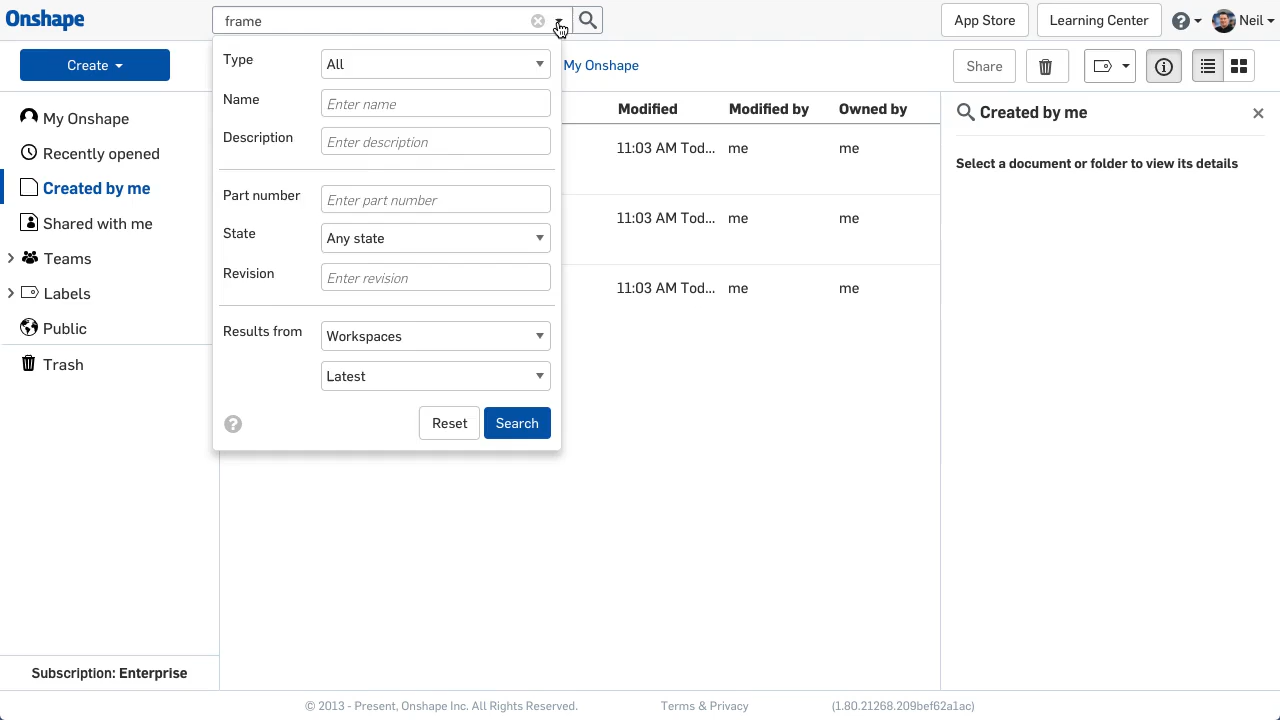 Onshape
frame
App Store
Learning Center
Neil
Create
My Onshape
Share
My Onshape
Recently opened
Created by me
Shared with me
Teams
Labels
Public
Trash
Type
All
Name
Enter name
Description
Enter description
Part number
Enter part number
State
Any state
Revision
Enter revision
Results from
Workspaces
Latest
?
Reset
Search
Modified Modified by Owned by
11:03 AM Tod... me me
11:03 AM Tod... me me
11:03 AM Tod... me me
Created by me
Select a document or folder to view its details
Subscription: Enterprise
© 2013 - Present, Onshape Inc. All Rights Reserved. Terms & Privacy (1.80.21268.209bef62a1ac)